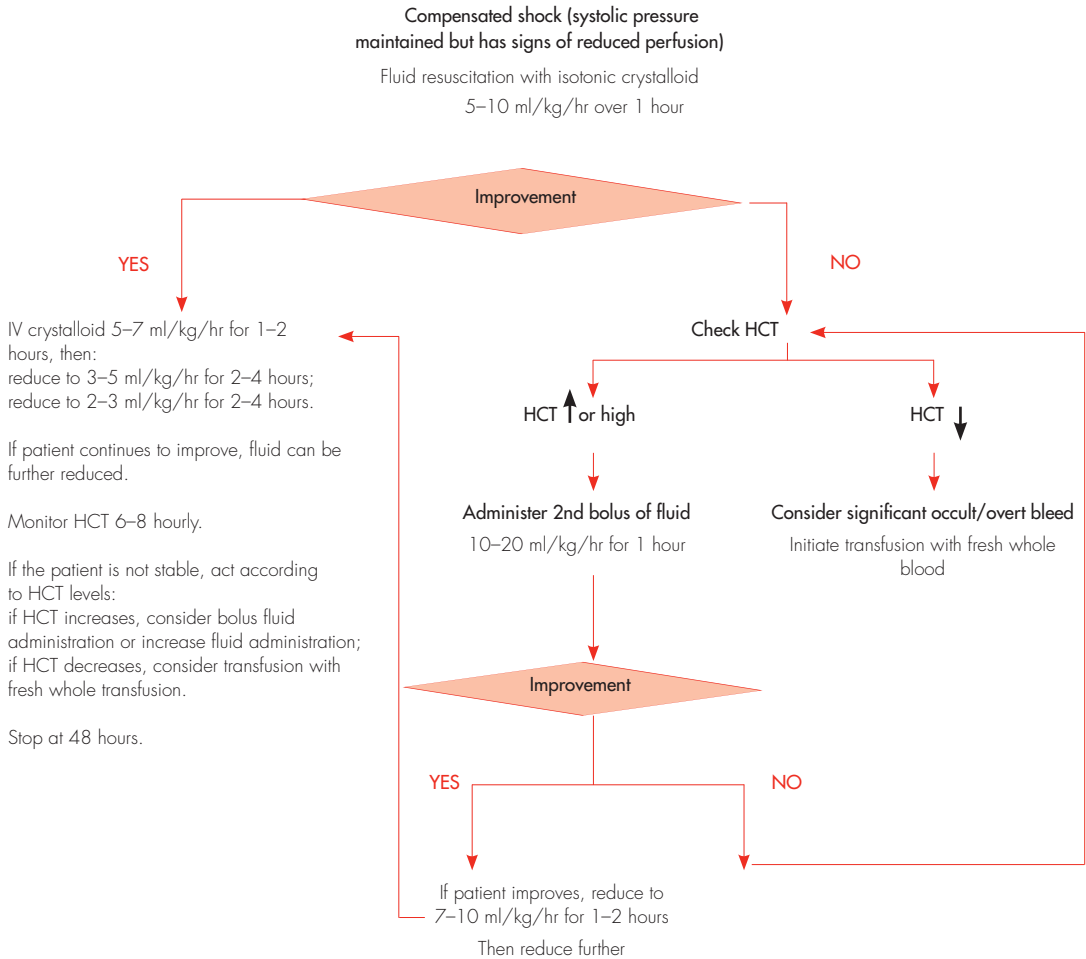 Compensated shock (systolic pressure
maintained but has signs of reduced perfusion)
Fluid resuscitation with isotonic crystalloid
5–10 ml/kg/hr over 1 hour
Improvement
YES
NO
IV crystalloid 5–7 ml/kg/hr for 1–2
hours, then:
reduce to 3–5 ml/kg/hr for 2–4 hours;
reduce to 2–3 ml/kg/hr for 2–4 hours.
If patient continues to improve, fluid can be
further reduced.
Monitor HCT 6–8 hourly.
If the patient is not stable, act according
to HCT levels:
if HCT increases, consider bolus fluid
administration or increase fluid administration;
if HCT decreases, consider transfusion with
fresh whole transfusion.
Stop at 48 hours.
Check HCT
HCT ↑ or high
HCT ↓
Administer 2nd bolus of fluid
10–20 ml/kg/hr for 1 hour
Consider significant occult/overt bleed
Initiate transfusion with fresh whole
blood
Improvement
YES
NO
If patient improves, reduce to
7–10 ml/kg/hr for 1–2 hours
Then reduce further